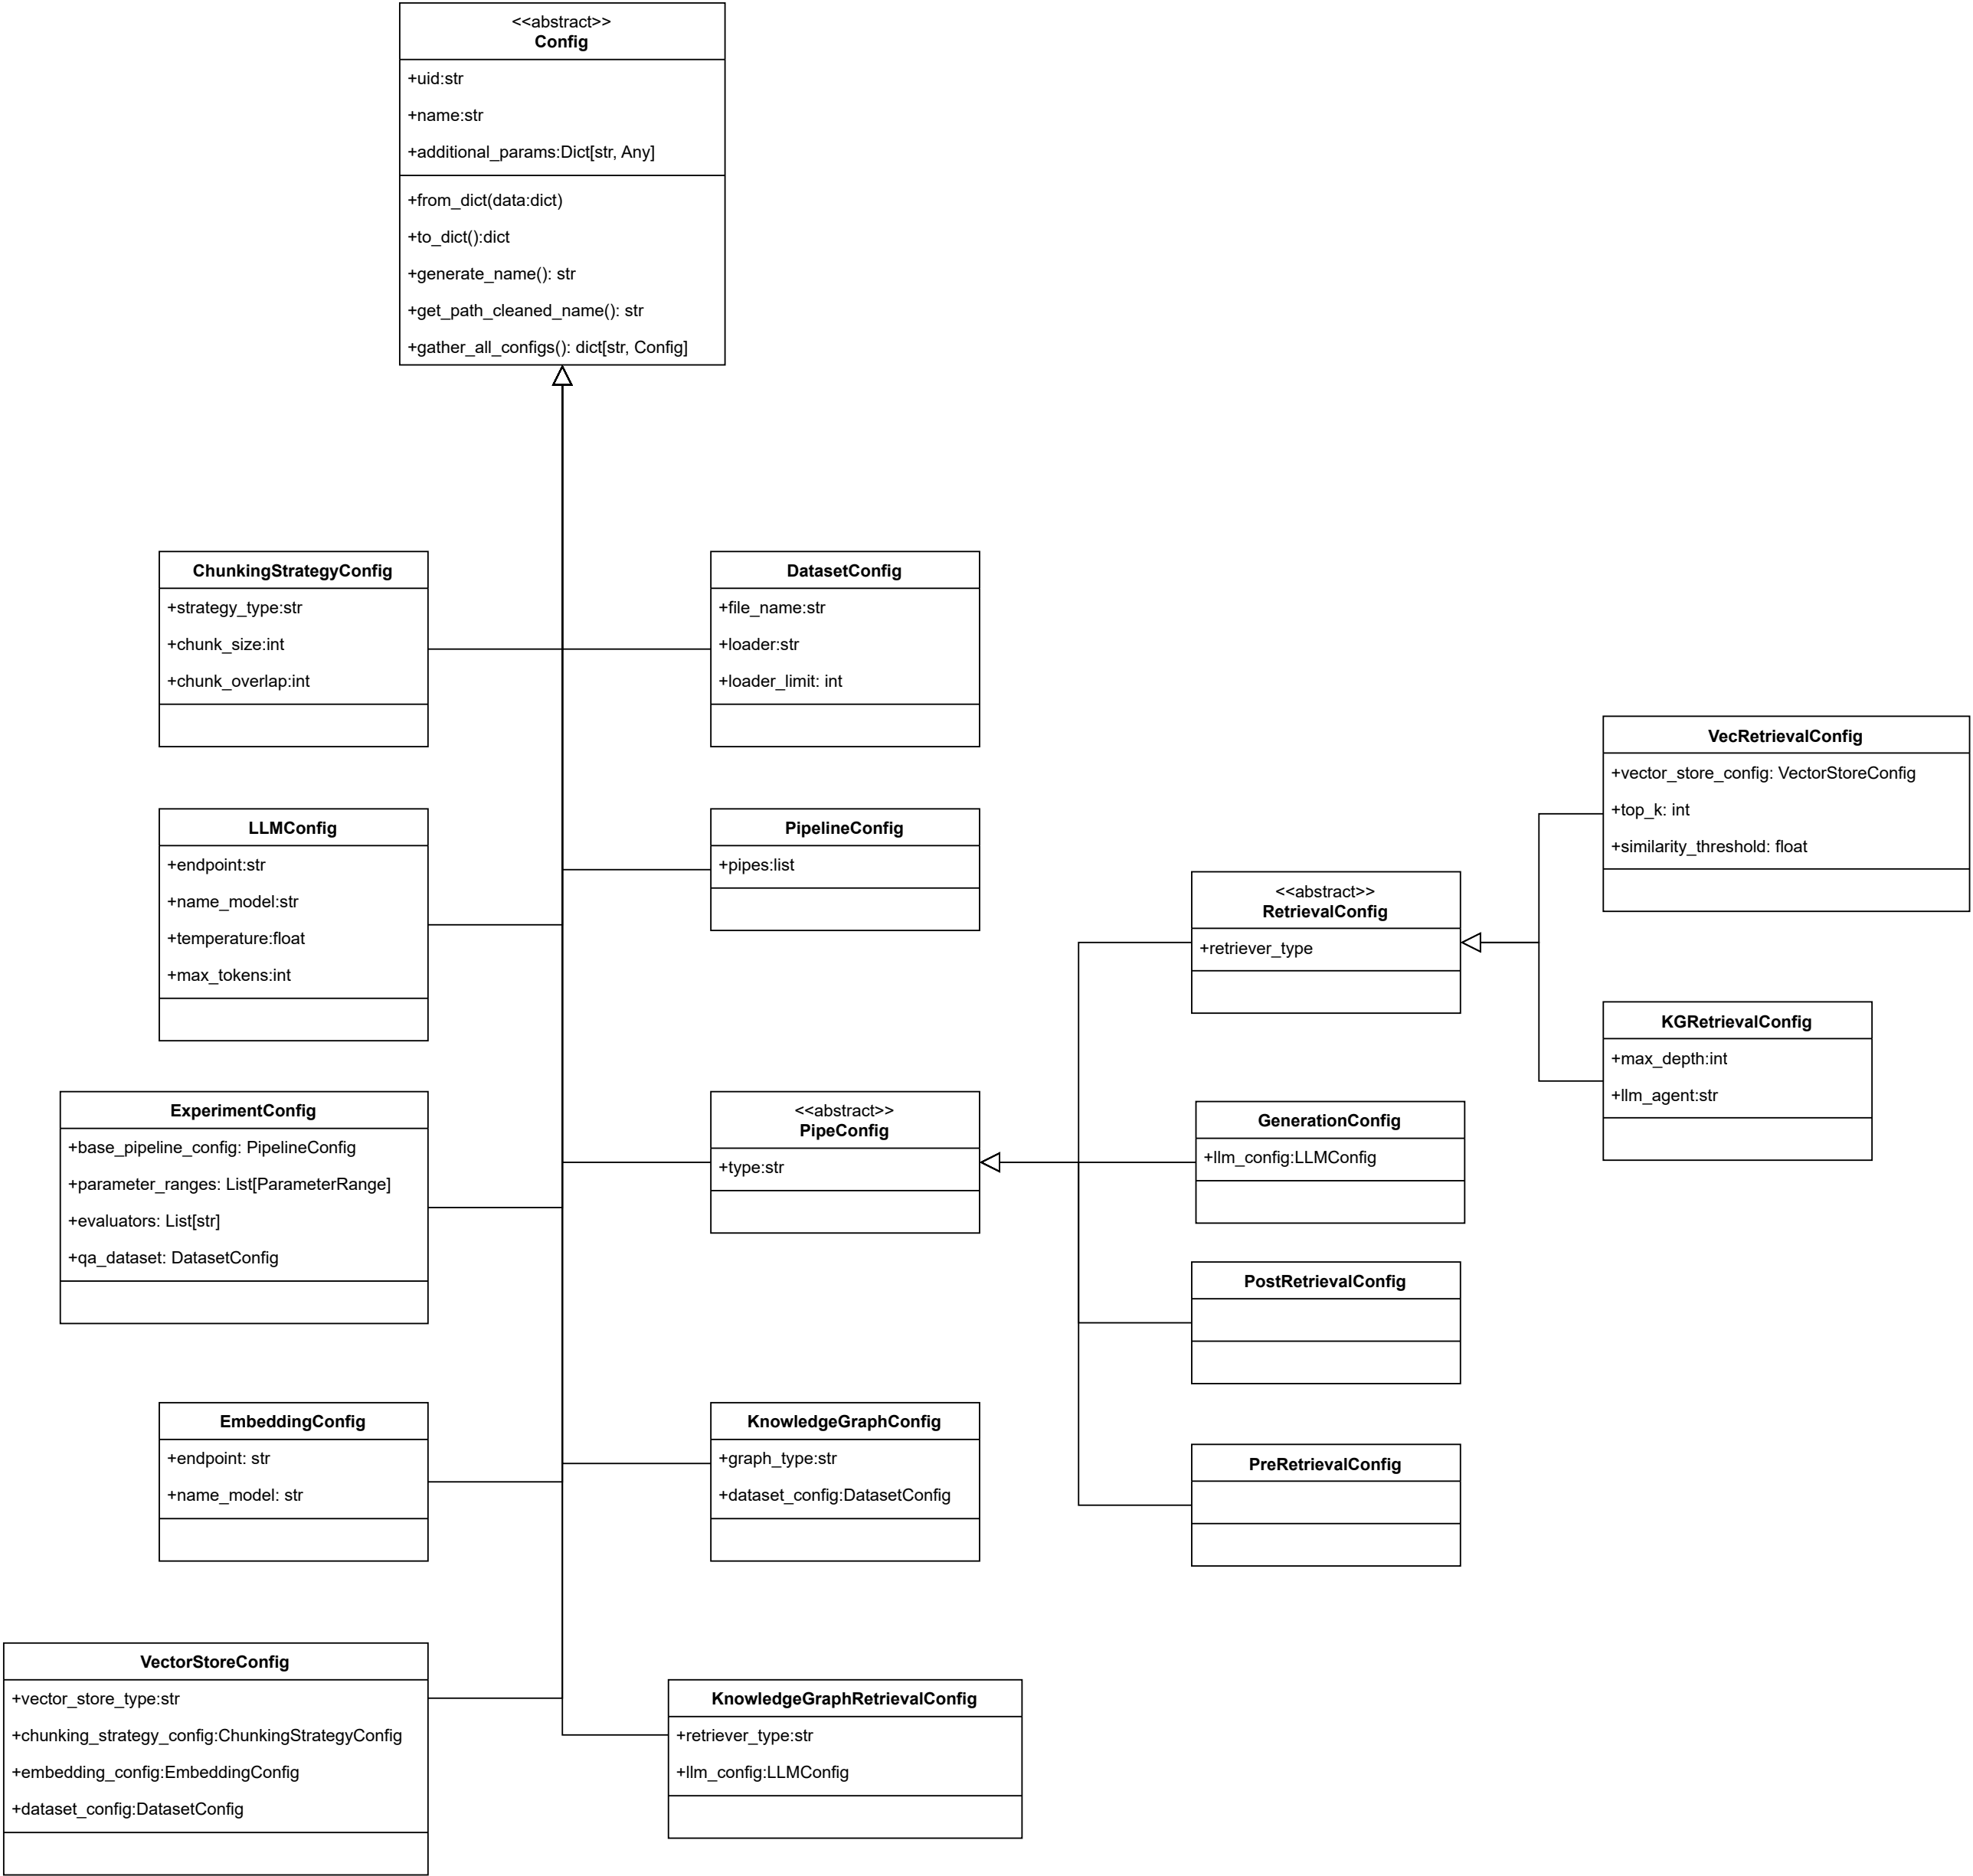 <<abstract>>
Config
+uid:str
+name:str
+additional_params:Dict[str, Any]
+from_dict(data:dict)
+to_dict():dict
+generate_name(): str
+get_path_cleaned_name(): str
+gather_all_configs(): dict[str, Config]
ChunkingStrategyConfig
+strategy_type:str
+chunk_size:int
+chunk_overlap:int
DatasetConfig
+file_name:str
+loader:str
+loader_limit: int
LLMConfig
+endpoint:str
+name_model:str
+temperature:float
+max_tokens:int
PipelineConfig
+pipes:list
ExperimentConfig
+base_pipeline_config: PipelineConfig
+parameter_ranges: List[ParameterRange]
+evaluators: List[str]
+qa_dataset: DatasetConfig
<<abstract>>
PipeConfig
+type:str
EmbeddingConfig
+endpoint: str
+name_model: str
KnowledgeGraphConfig
+graph_type:str
+dataset_config:DatasetConfig
VectorStoreConfig
+vector_store_type:str
+chunking_strategy_config:ChunkingStrategyConfig
+embedding_config:EmbeddingConfig
+dataset_config:DatasetConfig
KnowledgeGraphRetrievalConfig
+retriever_type:str
+llm_config:LLMConfig
<<abstract>>
RetrievalConfig
+retriever_type
GenerationConfig
+llm_config:LLMConfig
PostRetrievalConfig
PreRetrievalConfig
VecRetrievalConfig
+vector_store_config: VectorStoreConfig
+top_k: int
+similarity_threshold: float
KGRetrievalConfig
+max_depth:int
+llm_agent:str